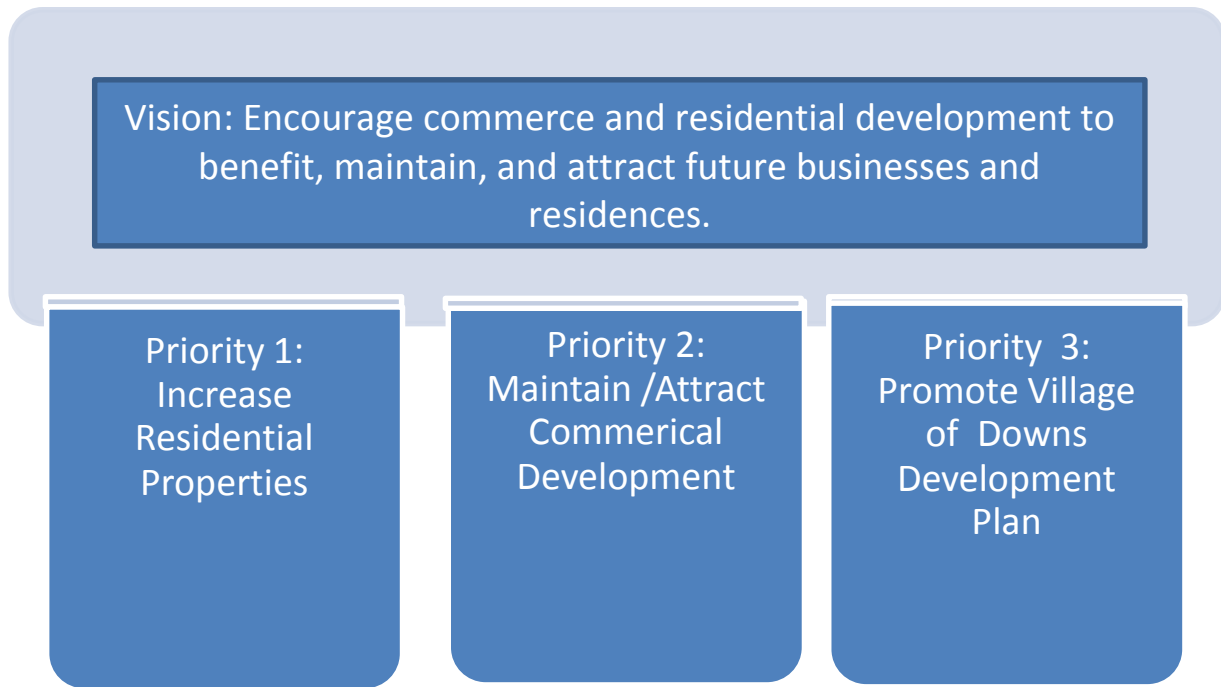 Vision: Encourage commerce and residential development to
benefit, maintain, and attract future businesses and
residences.
Priority 1:
Increase
Residential
Properties
Priority 2:
Maintain /Attract
Commerical
Development
Priority  3:
Promote Village
of  Downs
Development
Plan